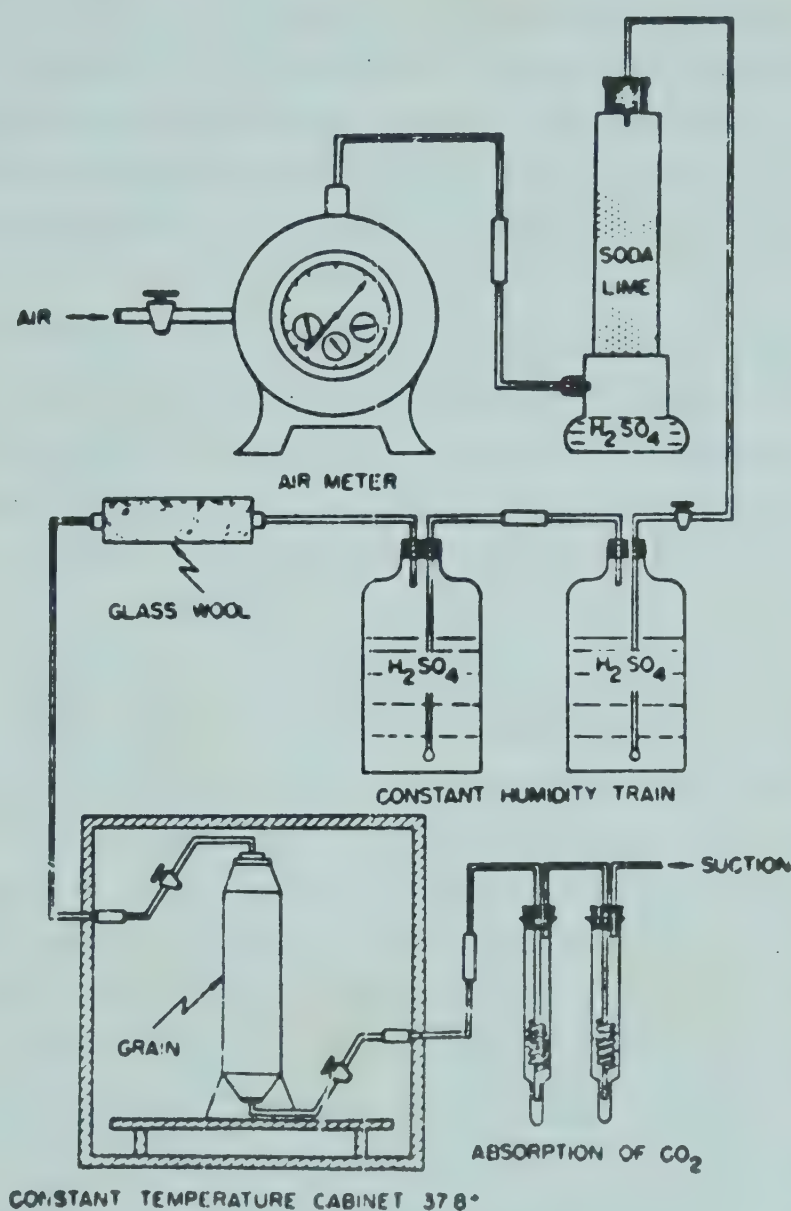 SODA
LIME
AIR
H₂SO₄
AIR METER
GLASS WOOL
H₂SO₄
H₂SO₄
CONSTANT HUMIDITY TRAIN
SUCTION
GRAIN
ABSORPTION OF CO₂
CONSTANT TEMPERATURE CABINET 37.8°